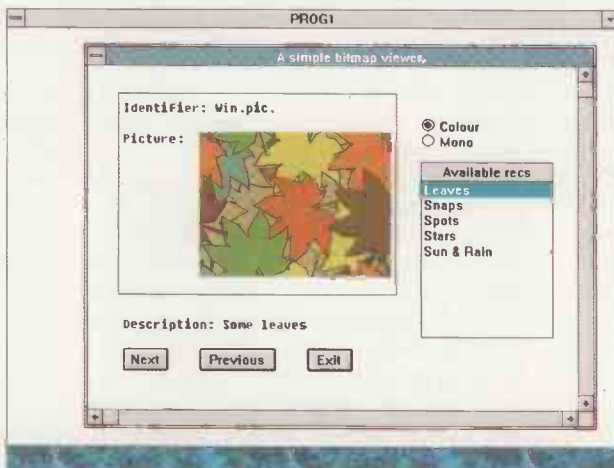 PROG1
A simple bitmap viewer.
Identifier: Win.pic.
Picture:
Colour
Mono
Available recs
Leaves
Snaps
Spots
Stars
Sun & Rain
Description: Some leaves
Next Previous Exit